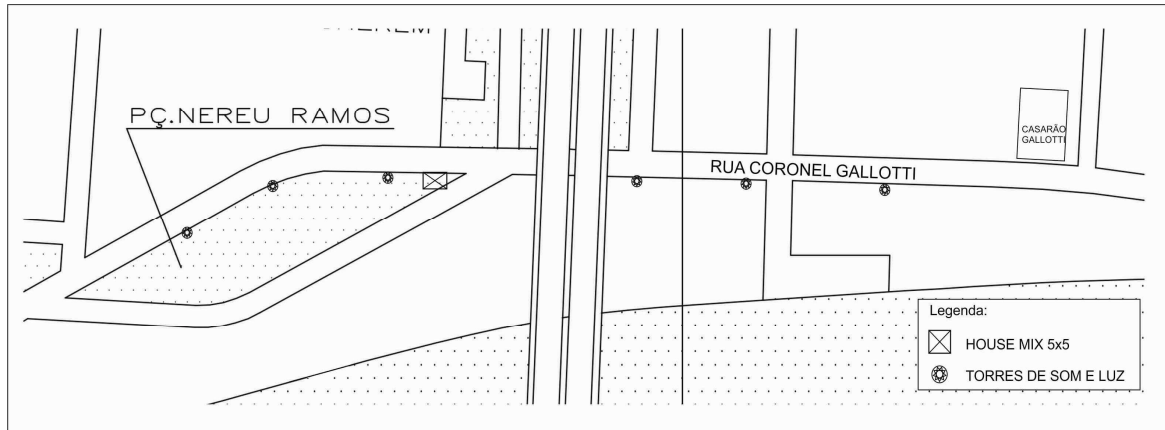 PÇ.NEREU RAMOS
RUA CORONEL GALLOTTI
CASARÃO
GALLOTTI
Legenda:
HOUSE MIX 5x5
TORRES DE SOM E LUZ